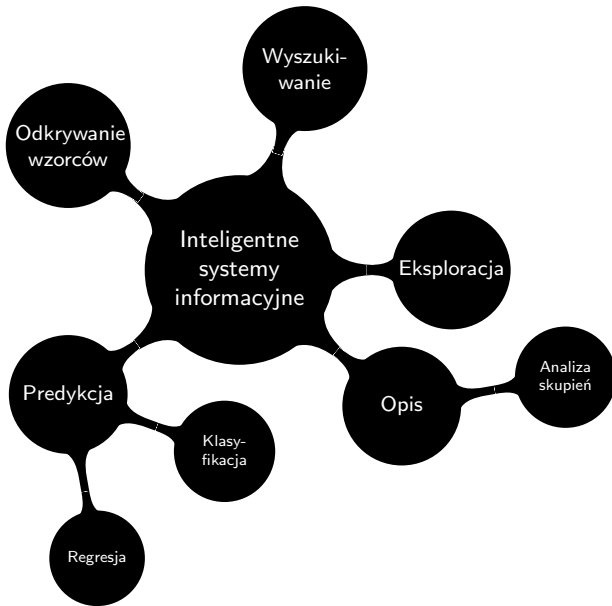 Wyszuki-
wanie
Odkrywanie
wzorców
Inteligentne
systemy
informacyjne
Eksploracja
Analiza
skupień
Predykcja
Opis
Klasy-
fikacja
Regresja